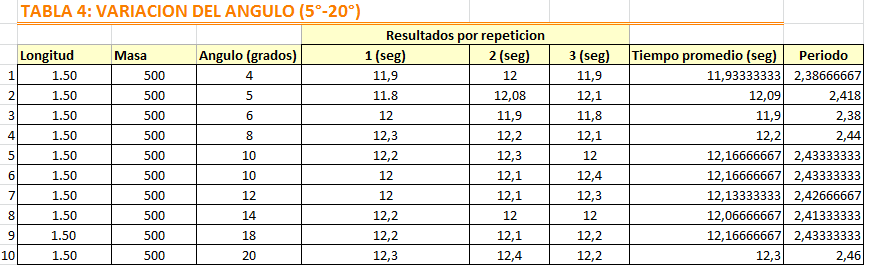 TABLA 4: VARIACION DEL ANGULO (5°-20°)
Resultados por repeticion
Longitud Masa Angulo (grados) 1 (seg) 2 (seg) 3 (seg) Tiempo promedio (seg) Periodo
1 1.50 500 4 11,9 12 11,9 11,93333333 2,38666667
2 1.50 500 5 11.8 12,08 12,1 12,09 2,418
3 1.50 500 6 12 11,9 11,8 11,9 2,38
4 1.50 500 8 12,3 12,2 12,1 12,2 2,44
5 1.50 500 10 12,2 12,3 12 12,16666667 2,43333333
6 1.50 500 10 12 12,1 12,4 12,16666667 2,43333333
7 1.50 500 12 12 12,1 12,3 12,13333333 2,42666667
8 1.50 500 14 12,2 12 12 12,06666667 2,41333333
9 1.50 500 18 12,2 12,1 12,2 12,16666667 2,43333333
10 1.50 500 20 12,3 12,4 12,2 12,3 2,46